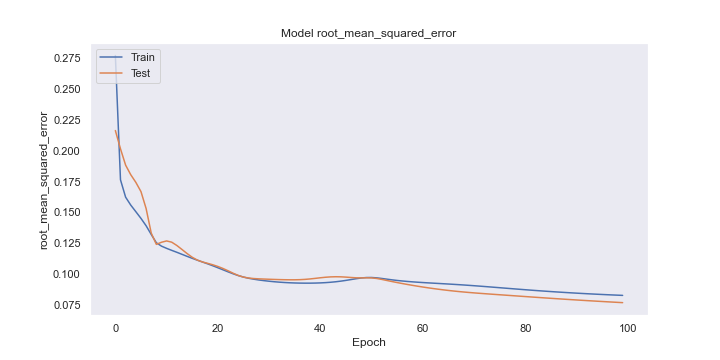 Model root_mean_squared_error
Train
Test
0.275
0.250
0.225
0.200
0.175
0.150
0.125
0.100
0.075
root_mean_squared_error
0 20 40 60 80 100
Epoch